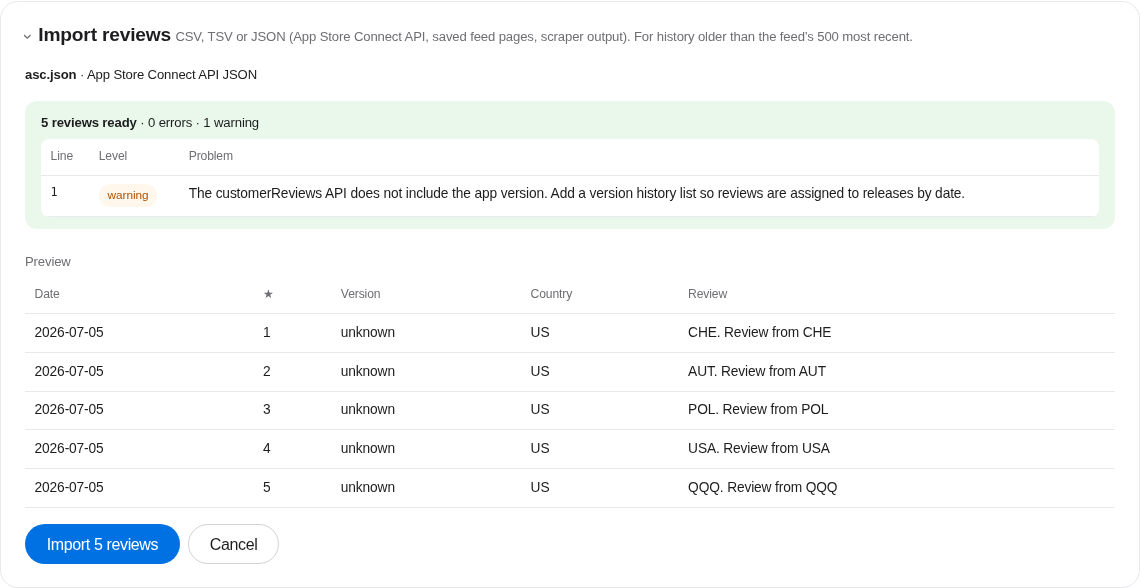 Import reviews CSV, TSV or JSON (App Store Connect API, saved feed pages, scraper output). For history older than the feed's 500 most recent.
asc.json · App Store Connect API JSON
5 reviews ready · 0 errors · 1 warning
Line Level Problem
1 warning The customerReviews API does not include the app version. Add a version history list so reviews are assigned to releases by date.
Preview
Date ★ Version Country Review
2026-07-05 1 unknown US CHE. Review from CHE
2026-07-05 2 unknown US AUT. Review from AUT
2026-07-05 3 unknown US POL. Review from POL
2026-07-05 4 unknown US USA. Review from USA
2026-07-05 5 unknown US QQQ. Review from QQQ
Import 5 reviews Cancel